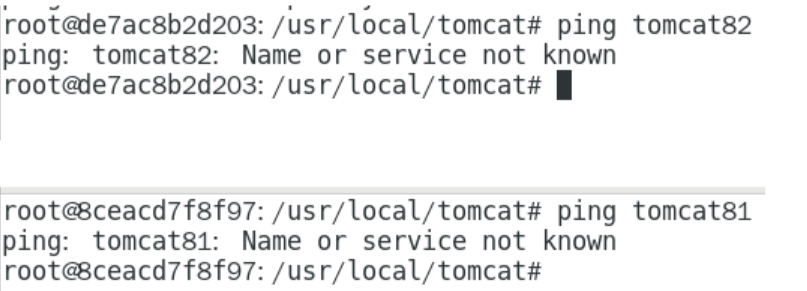 root@de7ac8b2d203:/usr/local/tomcat# ping tomcat82
ping: tomcat82: Name or service not known
root@de7ac8b2d203:/usr/local/tomcat#
root@8ceacd7f8f97:/usr/local/tomcat# ping tomcat81
ping: tomcat81: Name or service not known
root@8ceacd7f8f97:/usr/local/tomcat#